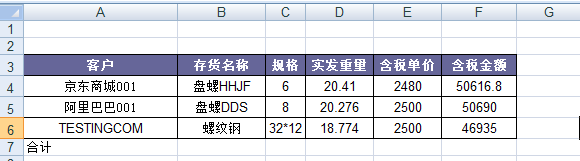 A B C D E F G
1
2
3 客户 存货名称 规格 实发重量 含税单价 含税金额
4 京东商城001 盘螺HHJF 6 20.41 2480 50616.8
5 阿里巴巴001 盘螺DDS 8 20.276 2500 50690
6 TESTINGCOM 螺纹钢 32*12 18.774 2500 46935
7 合计